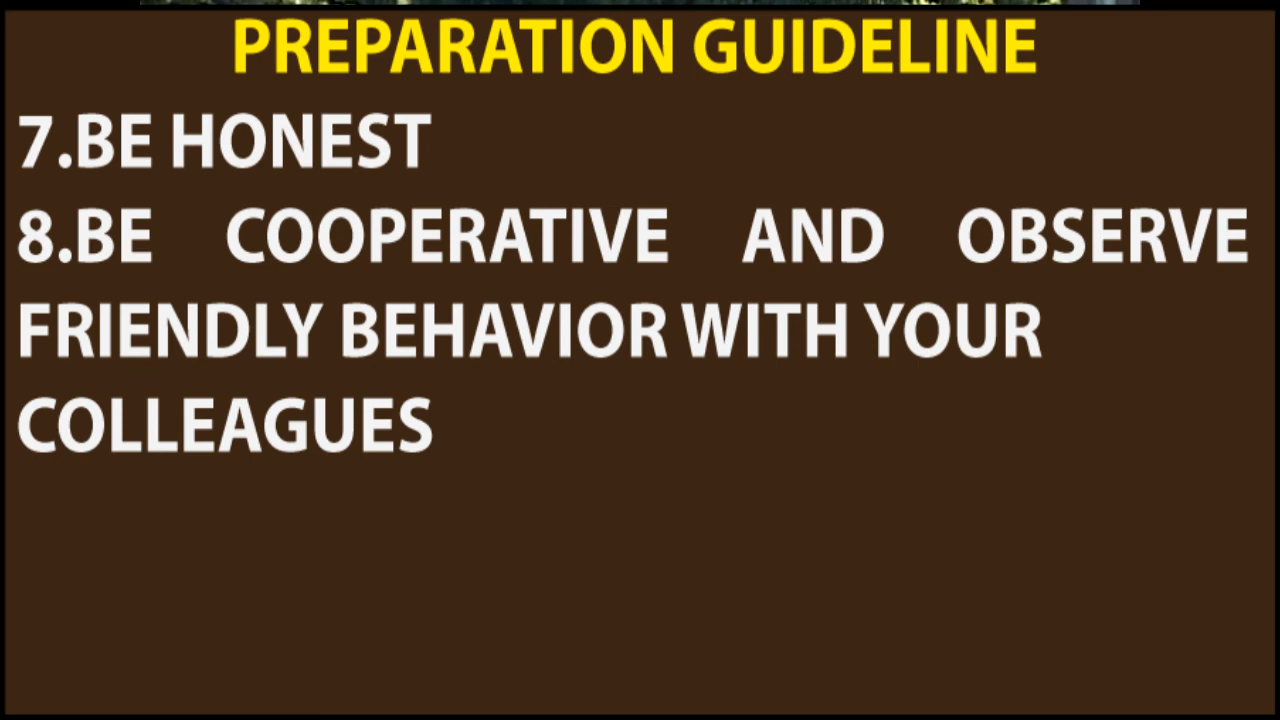 PREPARATION GUIDELINE
7.BE HONEST
8.BE COOPERATIVE AND OBSERVE
FRIENDLY BEHAVIOR WITH YOUR
COLLEAGUES